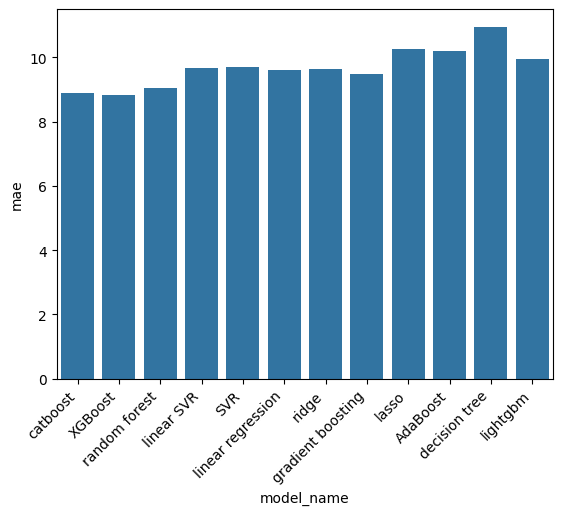 10
8
6
4
2
0
mae
catboost
XGBoost
random forest
linear SVR
SVR
linear regression
ridge
gradient boosting
lasso
AdaBoost
decision tree
lightgbm
model_name